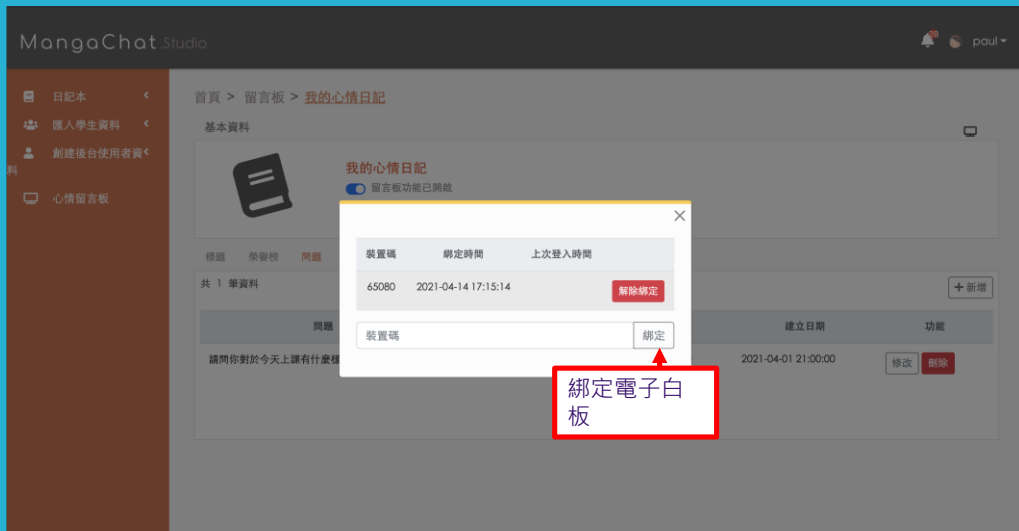 MangaChat.Studio
28
paul
日記本
匯入學生資料
創建後台使用者資
料
心情留言板
首頁 > 留言板 > 我的心情日記
基本資料
我的心情日記
留言板功能已開啟
標題 榮譽榜 問題
共 1 筆資料
+ 新增
問題 建立日期 功能
請問你對於今天上課有什麼 2021-04-01 21:00:00 修改 刪除
裝置碼 綁定時間 上次登入時間
65080 2021-04-14 17:15:14 解除綁定
裝置碼 綁定
綁定電子白
板